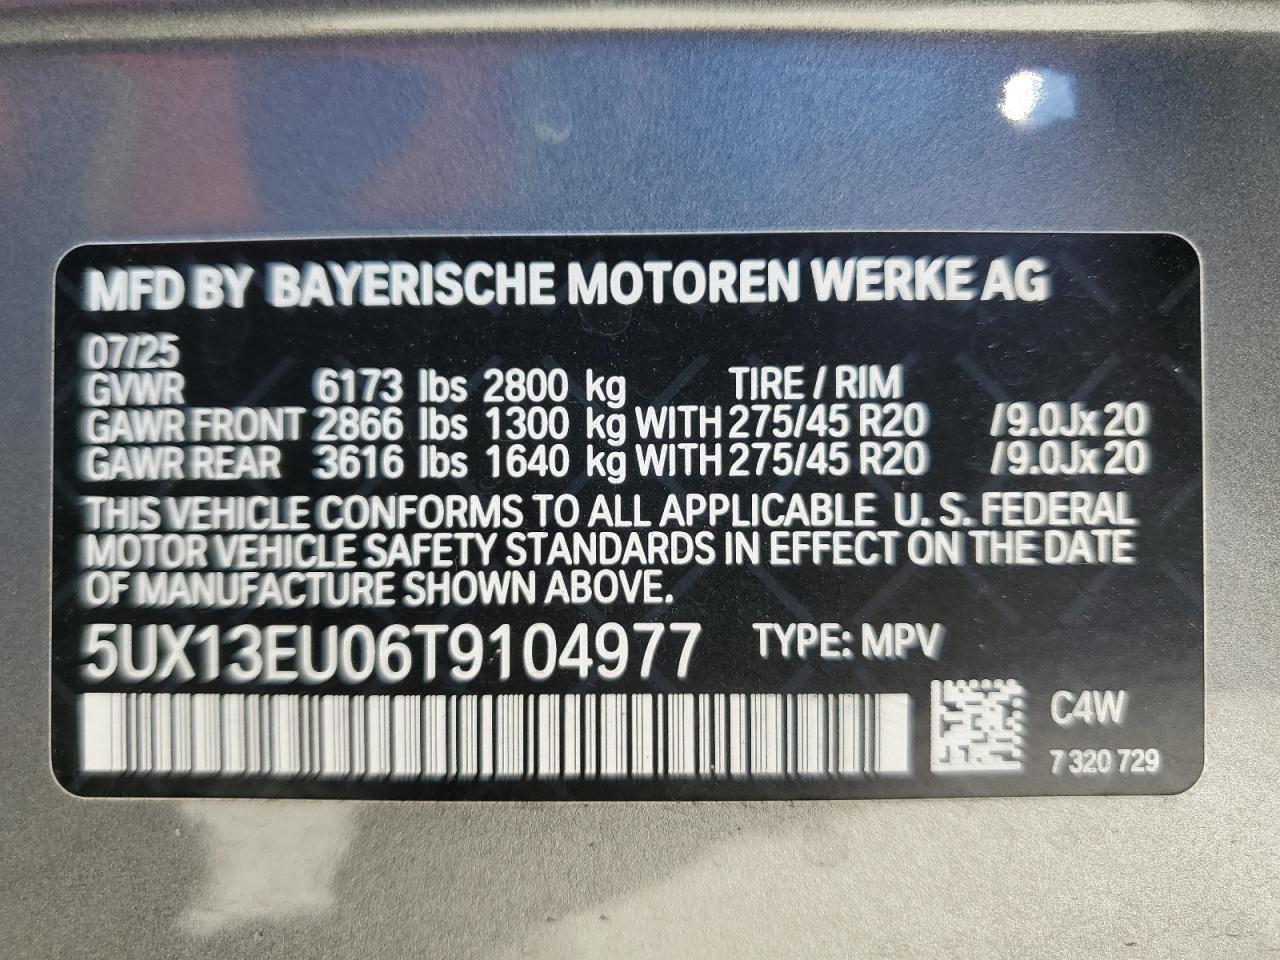 MFD BY BAYERISCHE MOTOREN WERKE AG
07/25
GVWR 6173 lbs 2800 kg TIRE / RIM
GAWR FRONT 2866 lbs 1300 kg WITH 275/45 R20 /9.0Jx20
GAWR REAR 3616 lbs 1640 kg WITH 275/45 R20 /9.0Jx20
THIS VEHICLE CONFORMS TO ALL APPLICABLE U.S. FEDERAL
MOTOR VEHICLE SAFETY STANDARDS IN EFFECT ON THE DATE
OF MANUFACTURE SHOWN ABOVE.
5UX13EU06T9104977 TYPE: MPV
C4W
7 320 729